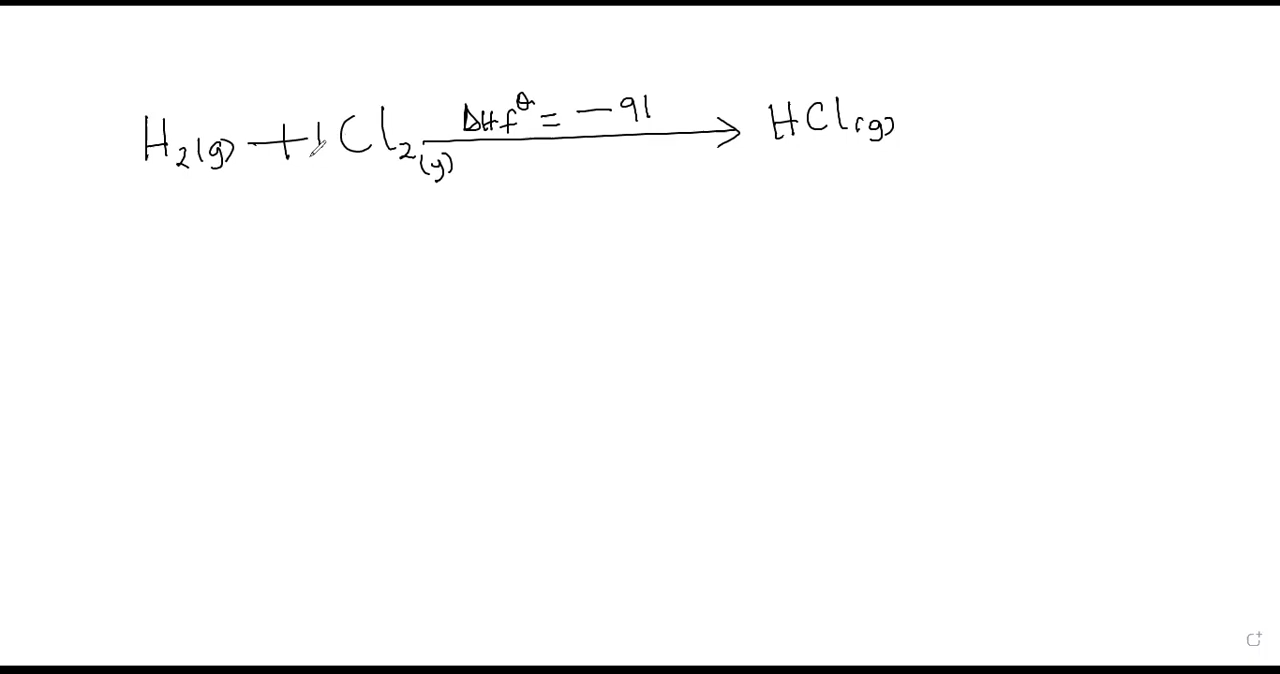 H₂(g) + Cl₂(g) ΔHf^θ = -91 → HCl(g)